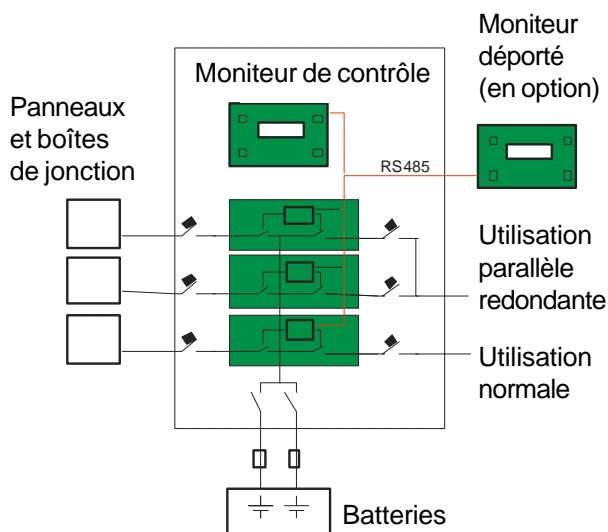 Moniteur de contrôle
Moniteur
déporté
(en option)
Panneaux
et boîtes
de jonction
RS485
Utilisation
parallèle
redondante
Utilisation
normale
Batteries